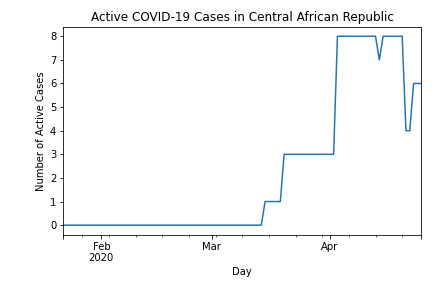 Active COVID-19 Cases in Central African Republic
Number of Active Cases
8
7
6
5
4
3
2
1
0
Feb
2020
Mar
Apr
Day